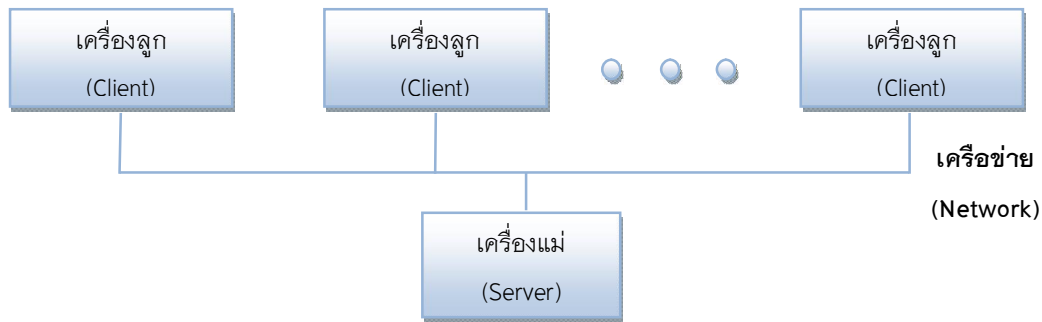 เครื่องลูก
(Client)
เครื่องลูก
(Client)
เครื่องลูก
(Client)
เครือข่าย
(Network)
เครื่องแม่
(Server)